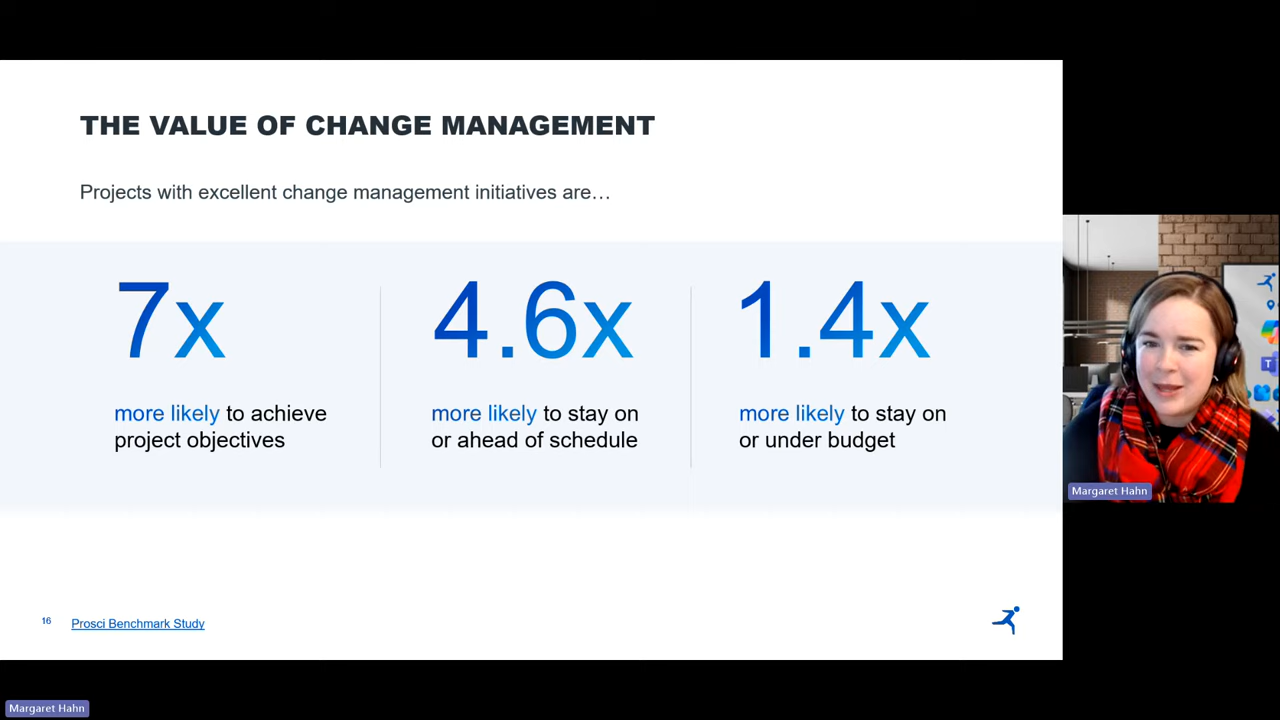 THE VALUE OF CHANGE MANAGEMENT
Projects with excellent change management initiatives are…
7x
more likely to achieve
project objectives
4.6x
more likely to stay on
or ahead of schedule
1.4x
more likely to stay on
or under budget
16
Prosci Benchmark Study
Margaret Hahn
Margaret Hahn